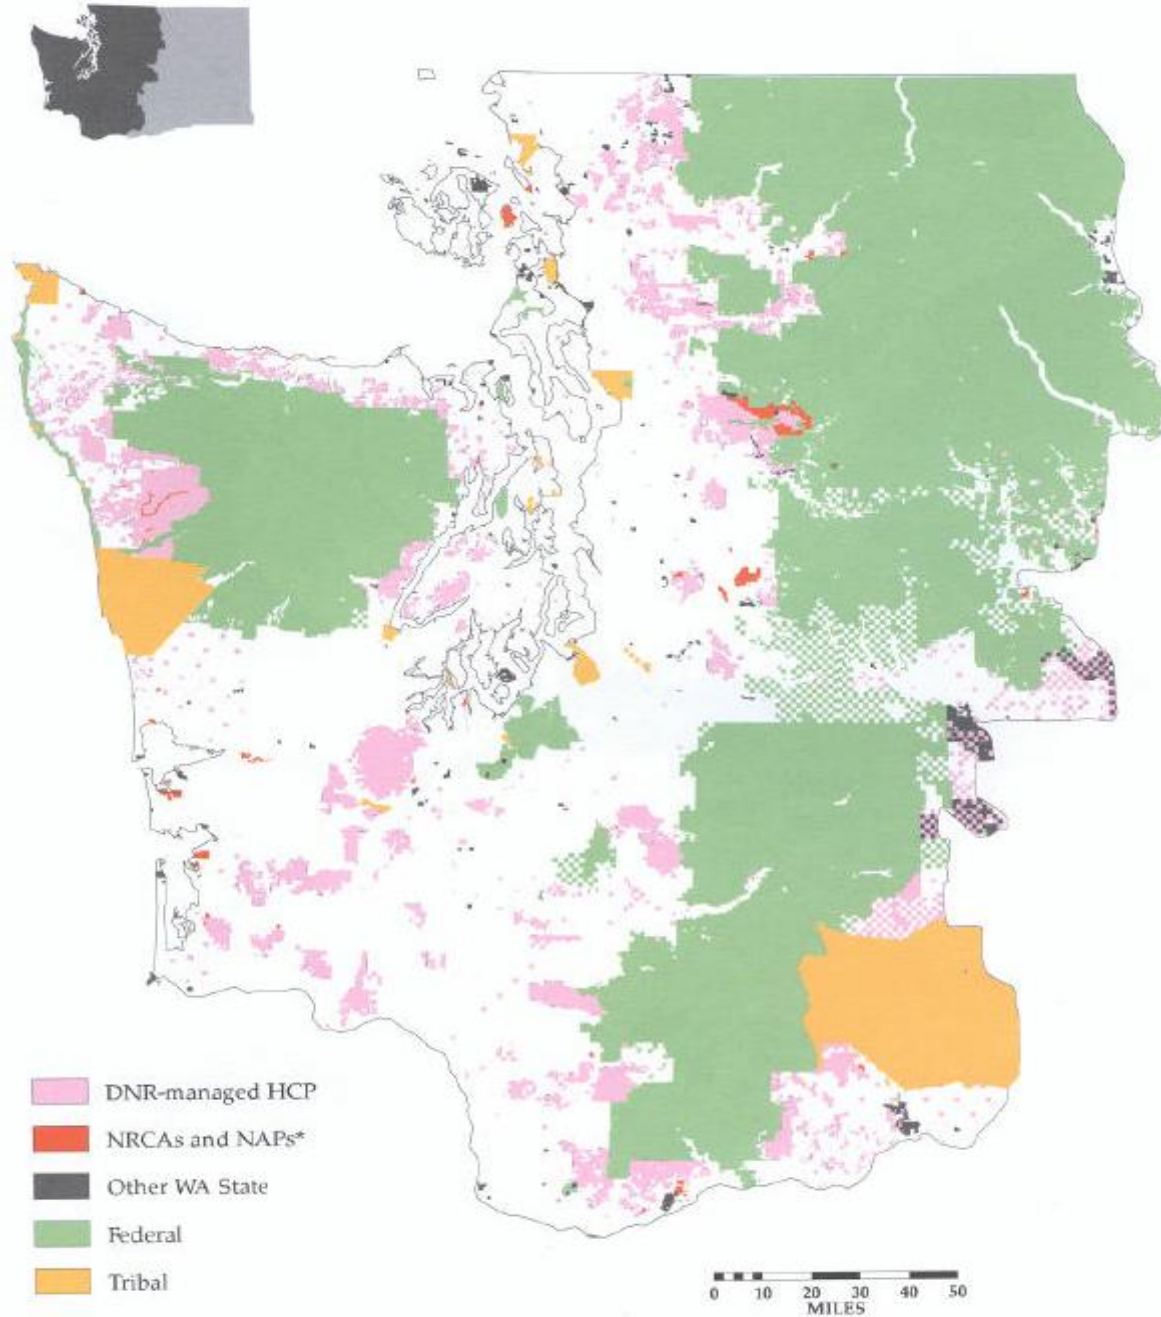 DNR-managed HCP
NRCAs and NAPs*
Other WA State
Federal
Tribal
0 10 20 30 40 50
MILES